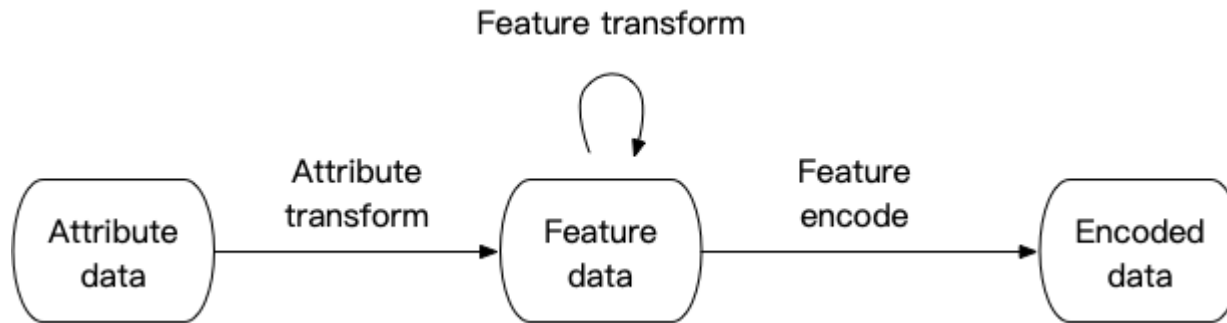 Feature transform
Attribute
transform
Feature
encode
Attribute
data
Feature
data
Encoded
data